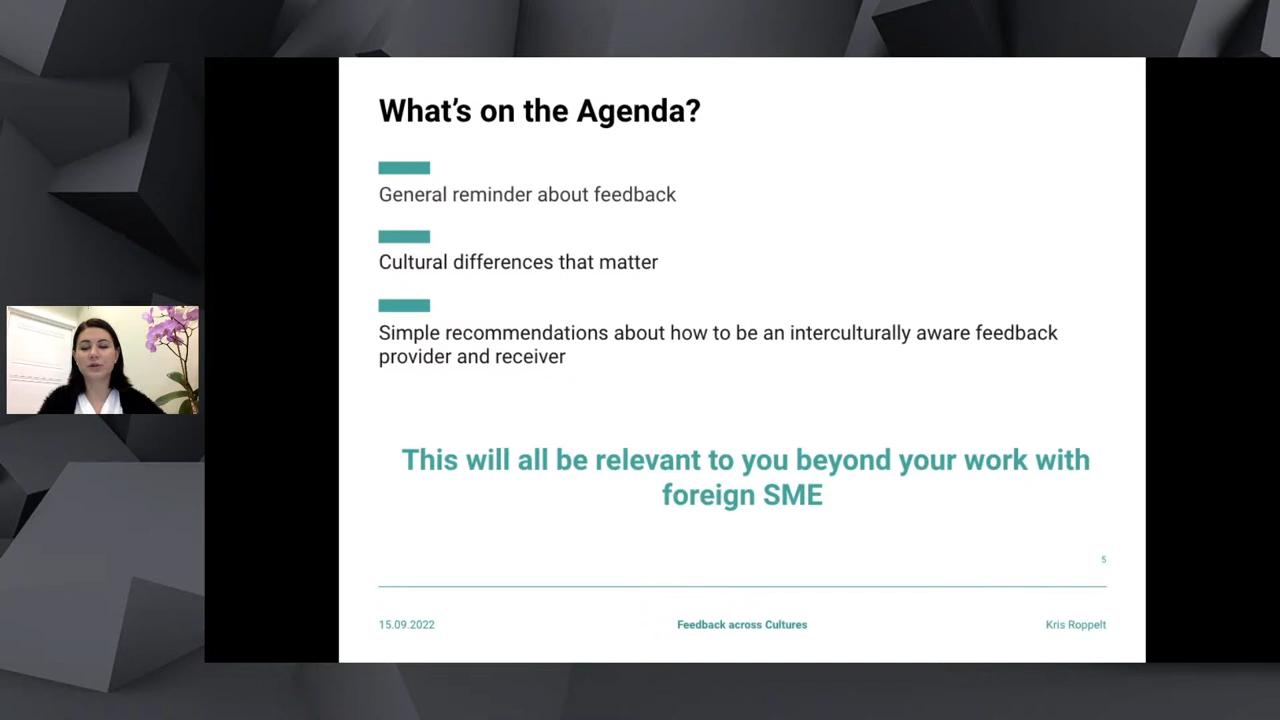 What's on the Agenda?
General reminder about feedback
Cultural differences that matter
Simple recommendations about how to be an interculturally aware feedback
provider and receiver
This will all be relevant to you beyond your work with
foreign SME
5
15.09.2022
Feedback across Cultures
Kris Roppelt